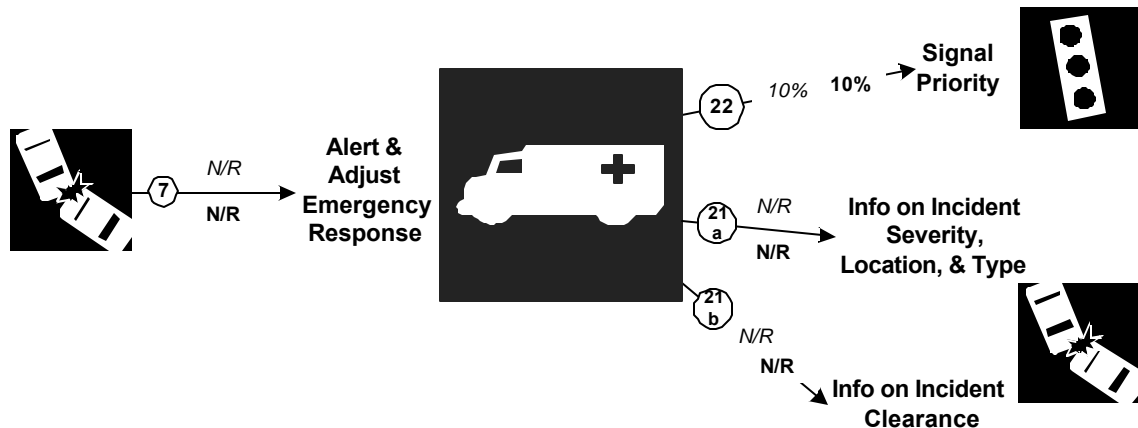 7
N/R
N/R
Alert &
Adjust
Emergency
Response
22
10%
10%
Signal
Priority
21
a
N/R
N/R
Info on Incident
Severity,
Location, & Type
21
b
N/R
N/R
Info on Incident
Clearance